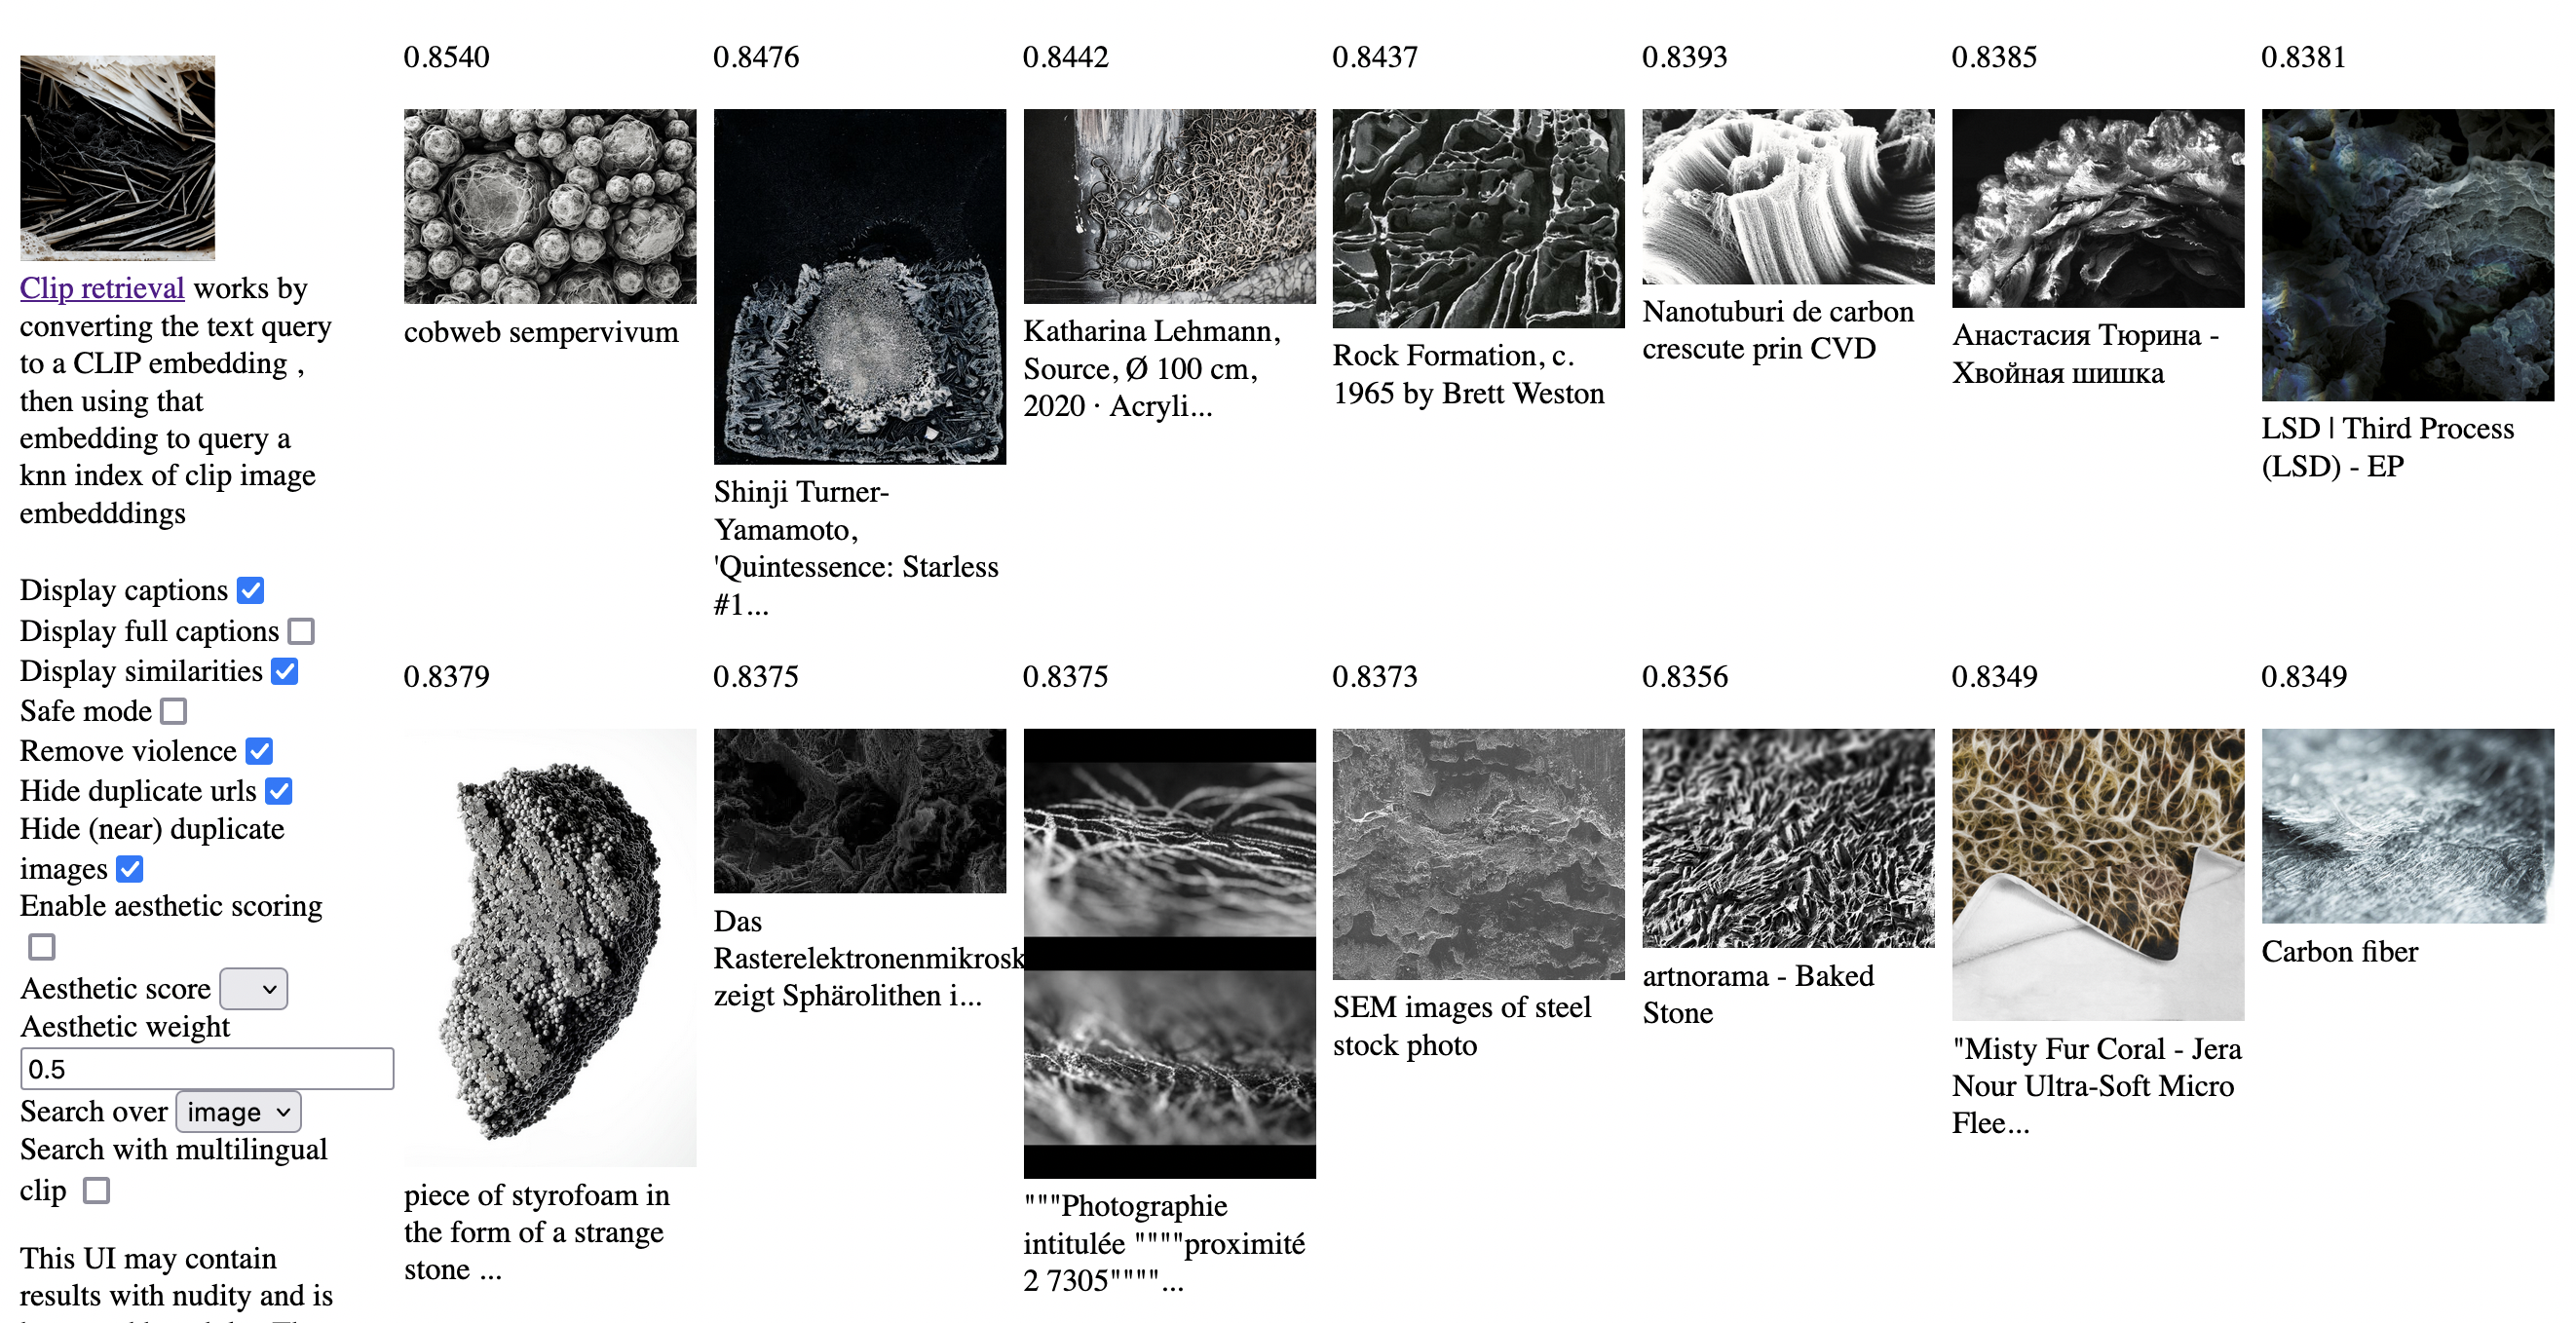 Clip retrieval works by
converting the text query
to a CLIP embedding ,
then using that
embedding to query a
knn index of clip image
embedddings
Display captions
Display full captions
Display similarities
Safe mode
Remove violence
Hide duplicate urls
Hide (near) duplicate
images
Enable aesthetic scoring
Aesthetic score
Aesthetic weight
0.5
Search over image
Search with multilingual
clip
This UI may contain
results with nudity and is
0.8540
cobweb sempervivum
0.8476
Shinji Turner-
Yamamoto,
'Quintessence: Starless
#1...
0.8442
Katharina Lehmann,
Source, Ø 100 cm,
2020 · Acryli...
0.8437
Rock Formation, c.
1965 by Brett Weston
0.8393
Nanotuburi de carbon
crescute prin CVD
0.8385
Анастасия Тюрина -
Хвойная шишка
0.8381
LSD | Third Process
(LSD) - EP
0.8379
piece of styrofoam in
the form of a strange
stone ...
0.8375
Das
Rasterelektronenmikrosk
zeigt Sphärolithen i...
0.8375
"""Photographie
intitulée """"proximité
2 7305""""...
0.8373
SEM images of steel
stock photo
0.8356
artnorama - Baked
Stone
0.8349
"Misty Fur Coral - Jera
Nour Ultra-Soft Micro
Flee...
0.8349
Carbon fiber